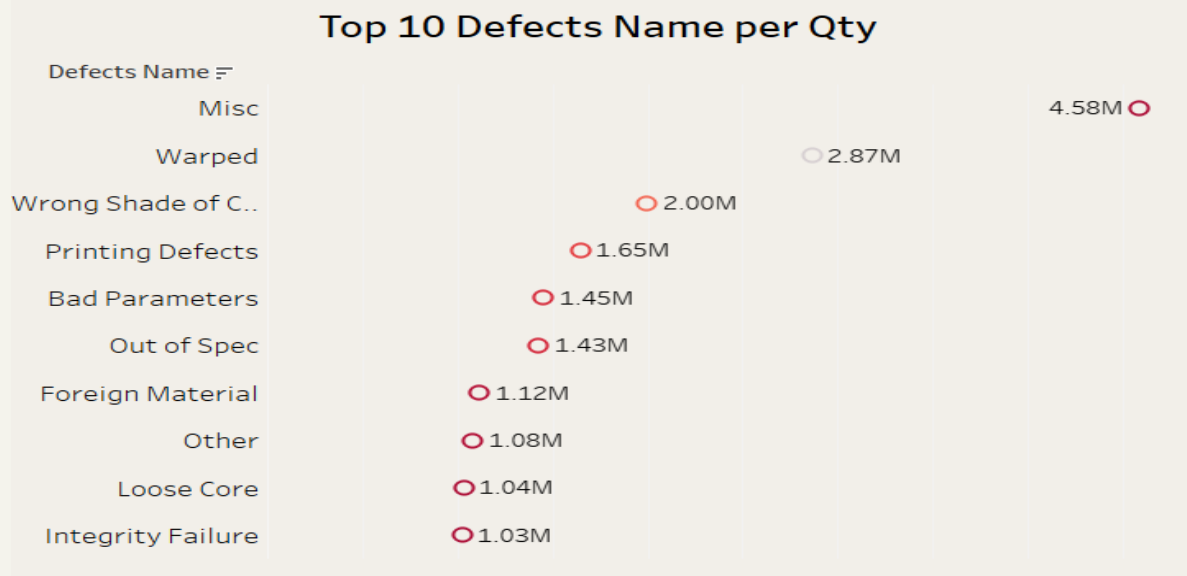 Top 10 Defects Name per Qty
Defects Name
Misc 4.58M
Warped 2.87M
Wrong Shade of C.. 2.00M
Printing Defects 1.65M
Bad Parameters 1.45M
Out of Spec 1.43M
Foreign Material 1.12M
Other 1.08M
Loose Core 1.04M
Integrity Failure 1.03M